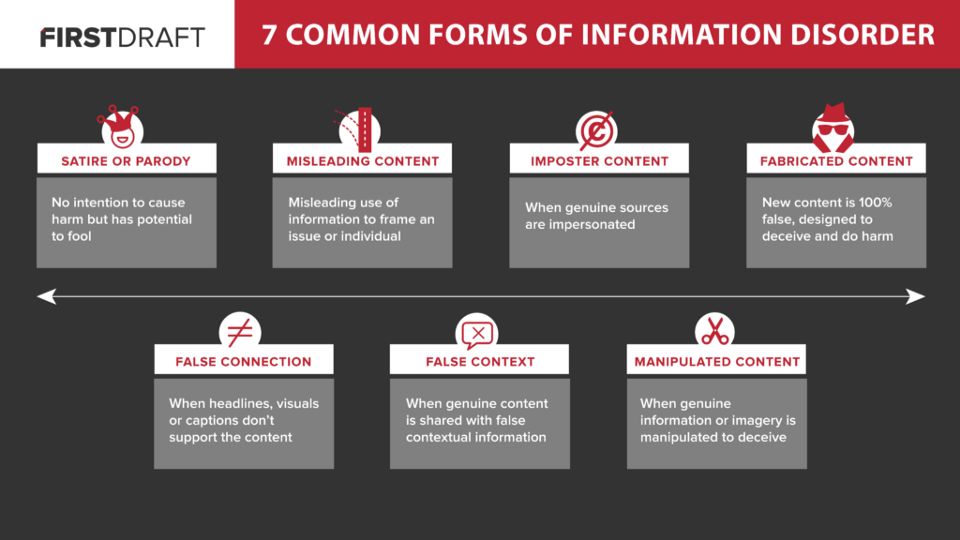 FIRSTDRAFT
7 COMMON FORMS OF INFORMATION DISORDER
SATIRE OR PARODY
No intention to cause
harm but has potential
to fool
MISLEADING CONTENT
Misleading use of
information to frame an
issue or individual
IMPOSTER CONTENT
When genuine sources
are impersonated
FABRICATED CONTENT
New content is 100%
false, designed to
deceive and do harm
FALSE CONNECTION
When headlines, visuals
or captions don’t
support the content
FALSE CONTEXT
When genuine content
is shared with false
contextual information
MANIPULATED CONTENT
When genuine
information or imagery is
manipulated to deceive